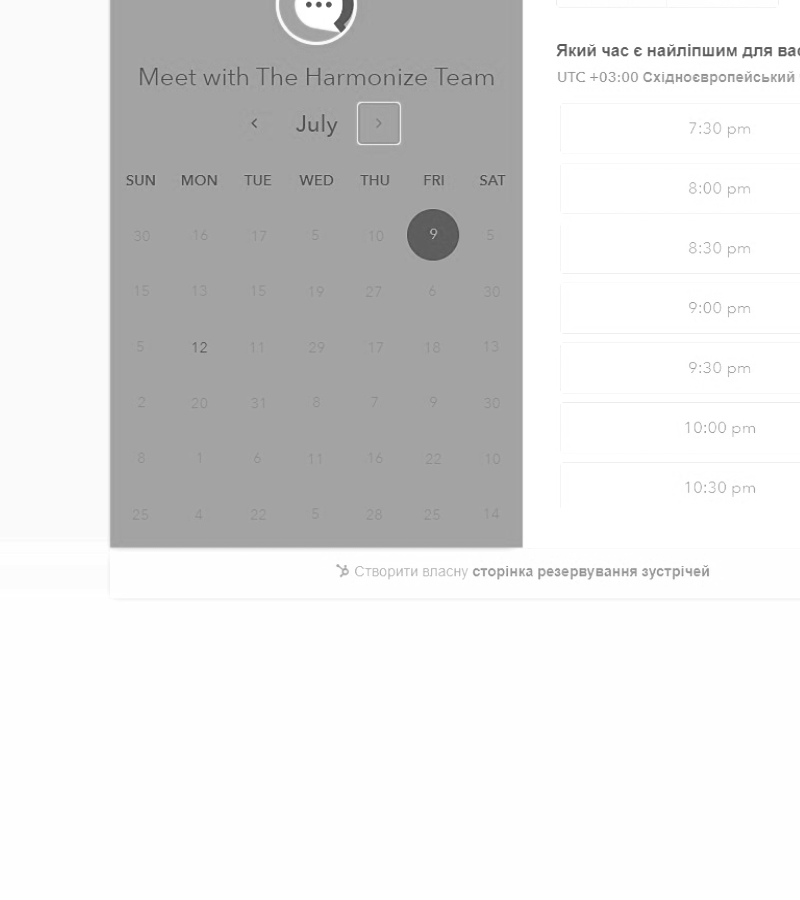 Meet with The Harmonize Team
July
SUN MON TUE WED THU FRI SAT
30 16 17 5 10 9 5
15 13 15 19 27 6 30
5 12 11 29 17 18 13
2 20 31 8 7 9 30
8 1 6 11 16 22 10
25 4 22 5 28 25 14
Який час є найліпшим для вас
UTC +03:00 Східноєвропейський
7:30 pm
8:00 pm
8:30 pm
9:00 pm
9:30 pm
10:00 pm
10:30 pm
Створити власну сторінка резервування зустрічей